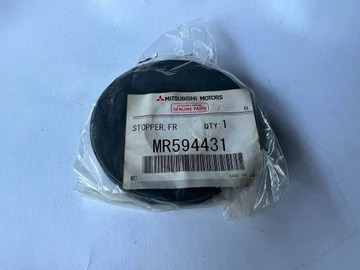 MITSUBISHI MOTORS
GENUINE PARTS
R
STOPPER,FR QTY:1
MR594431
MC